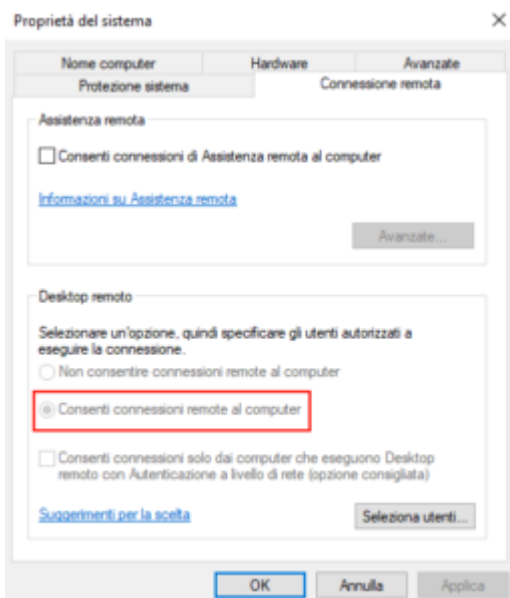 Proprietà del sistema
Nome computer
Hardware
Avanzate
Protezione sistema
Connessione remota
Assistenza remota
Consenti connessioni di Assistenza remota al computer
Informazioni su Assistenza remota
Avanzate...
Desktop remoto
Selezionare un'opzione, quindi specificare gli utenti autorizzati a
eseguire la connessione.
Non consentire connessioni remote al computer
Consenti connessioni remote al computer
Consenti connessioni solo dai computer che eseguono Desktop
remoto con Autenticazione a livello di rete (opzione consigliata)
Suggerimenti per la scelta
Seleziona utenti...
OK
Annulla
Applica